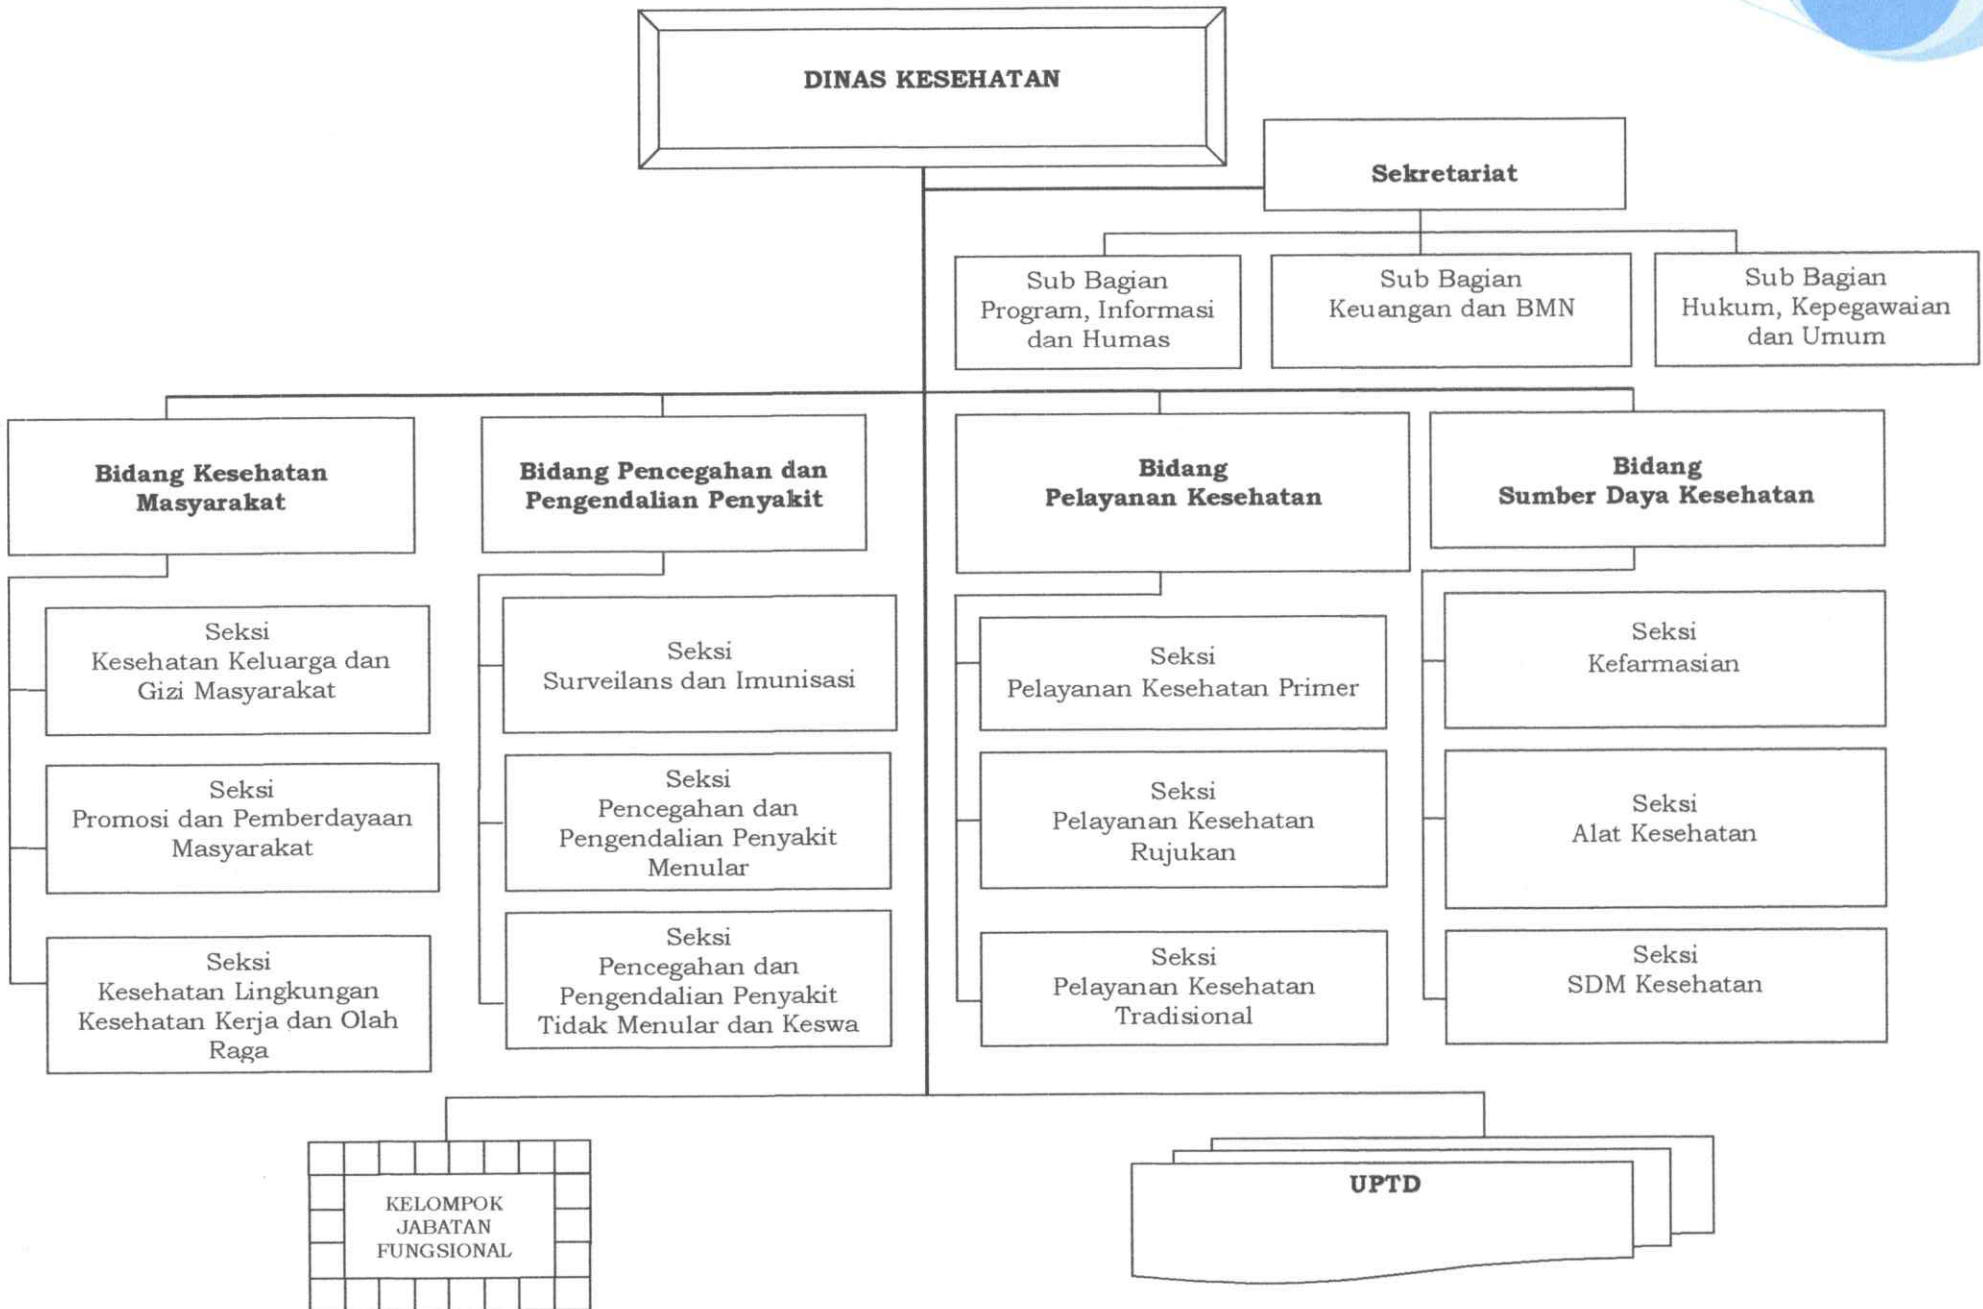 DINAS KESEHATAN
Sekretariat
Sub Bagian
Program, Informasi
dan Humas
Sub Bagian
Keuangan dan BMN
Sub Bagian
Hukum, Kepegawaian
dan Umum
Bidang Kesehatan
Masyarakat
Bidang Pencegahan dan
Pengendalian Penyakit
Bidang
Pelayanan Kesehatan
Bidang
Sumber Daya Kesehatan
Seksi
Kesehatan Keluarga dan
Gizi Masyarakat
Seksi
Promosi dan Pemberdayaan
Masyarakat
Seksi
Kesehatan Lingkungan
Kesehatan Kerja dan Olah
Raga
Seksi
Surveilans dan Imunisasi
Seksi
Pencegahan dan
Pengendalian Penyakit
Menular
Seksi
Pencegahan dan
Pengendalian Penyakit
Tidak Menular dan Keswa
Seksi
Pelayanan Kesehatan Primer
Seksi
Pelayanan Kesehatan
Rujukan
Seksi
Pelayanan Kesehatan
Tradisional
Seksi
Kefarmasian
Seksi
Alat Kesehatan
Seksi
SDM Kesehatan
KELOMPOK
JABATAN
FUNGSIONAL
UPTD